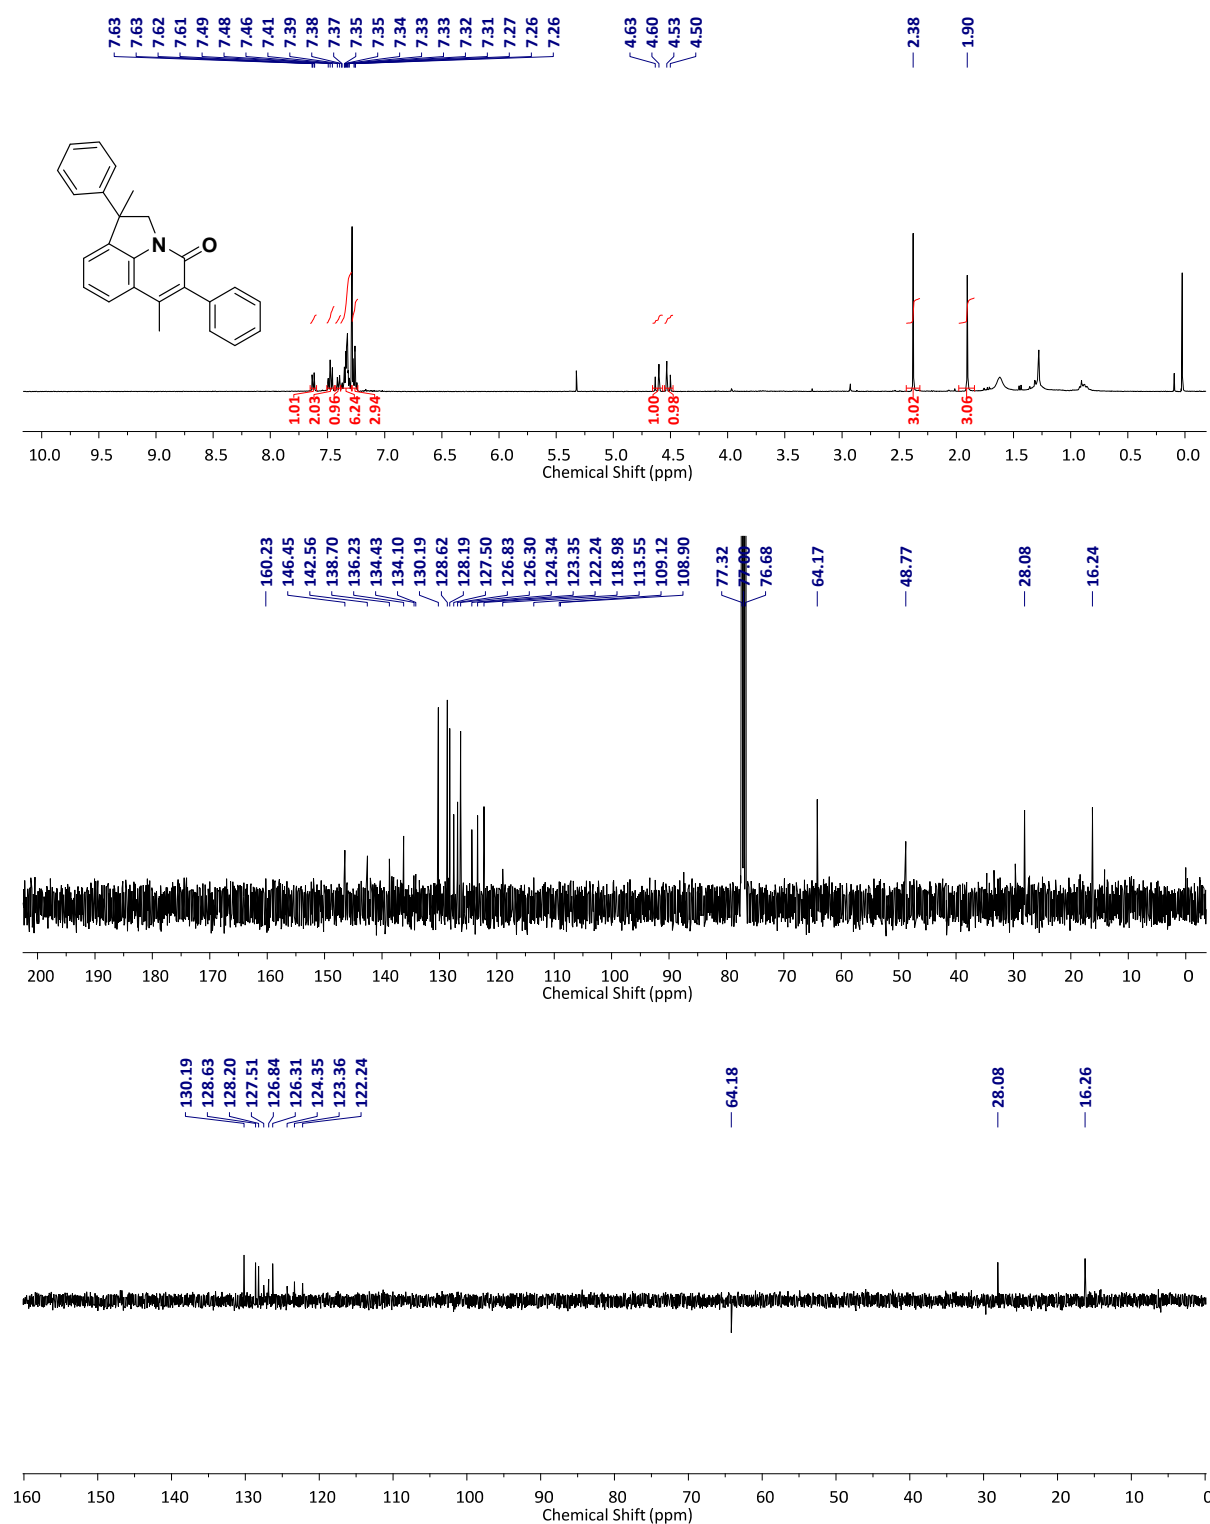 7.63 7.63 7.62 7.61 7.49 7.48 7.46 7.41 7.39 7.38 7.37 7.35 7.35 7.34 7.33 7.33 7.32 7.31 7.27 7.26 7.26 4.63 4.60 4.53 4.50 2.38 1.90
N O
1.01 2.03 0.96 6.24 2.94 1.00 0.98 3.02 3.06
10.0 9.5 9.0 8.5 8.0 7.5 7.0 6.5 6.0 5.5 5.0 4.5 4.0 3.5 3.0 2.5 2.0 1.5 1.0 0.5 0.0
Chemical Shift (ppm)
160.23 146.45 142.56 138.70 136.23 134.43 134.10 130.19 128.62 128.19 127.50 126.83 126.30 124.34 123.35 122.24 118.98 113.55 109.12 108.90 77.32 77.00 76.68 64.17 48.77 28.08 16.24
200 190 180 170 160 150 140 130 120 110 100 90 80 70 60 50 40 30 20 10 0
Chemical Shift (ppm)
130.19 128.63 128.20 127.51 126.84 126.31 124.35 123.36 122.24 64.18 28.08 16.26
160 150 140 130 120 110 100 90 80 70 60 50 40 30 20 10 0
Chemical Shift (ppm)